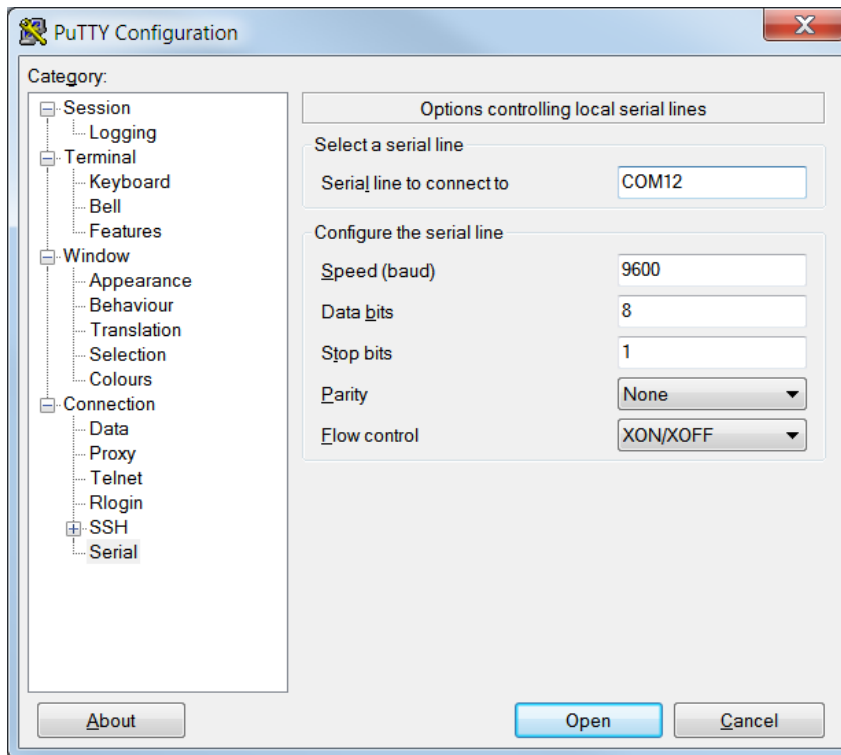 PuTTY Configuration
Category:
Session
Logging
Terminal
Keyboard
Bell
Features
Window
Appearance
Behaviour
Translation
Selection
Colours
Connection
Data
Proxy
Telnet
Rlogin
SSH
Serial
Options controlling local serial lines
Select a serial line
Serial line to connect to COM12
Configure the serial line
Speed (baud) 9600
Data bits 8
Stop bits 1
Parity None
Flow control XON/XOFF
About Open Cancel